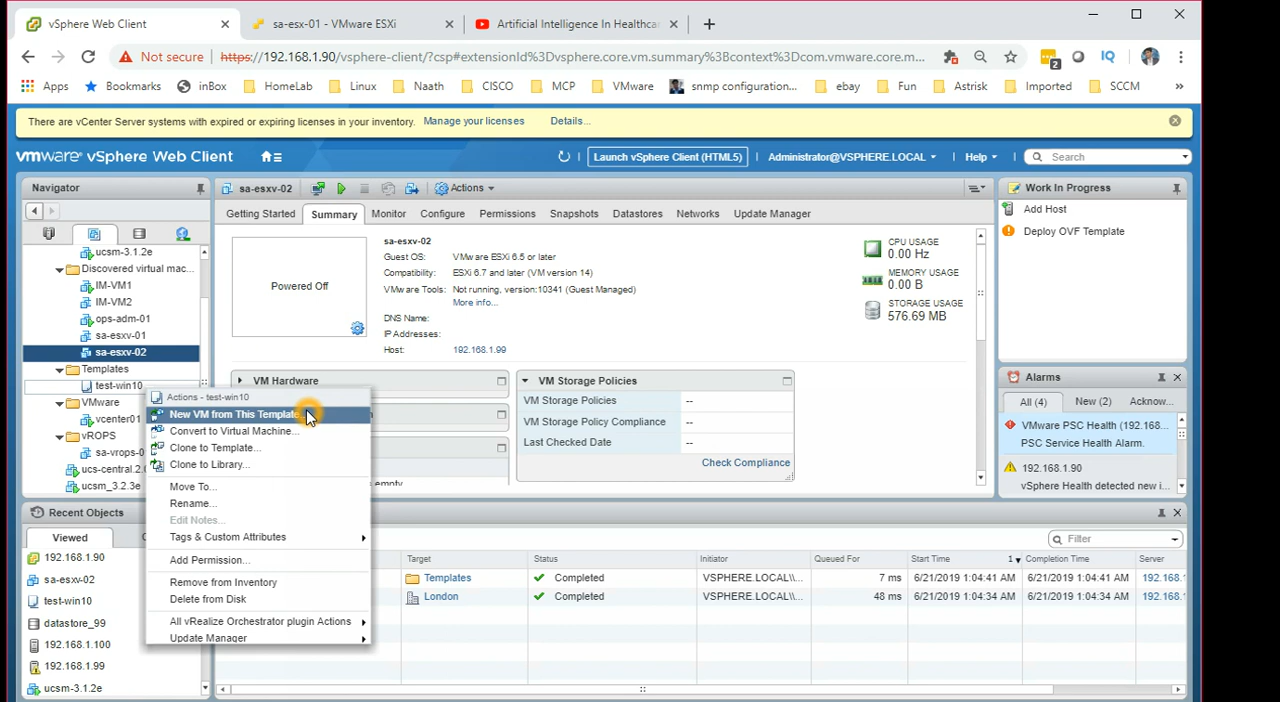 vSphere Web Client
sa-esx-01 - VMware ESXi
Artificial Intelligence In Healthcar
Not secure
https://192.168.1.90/vsphere-client/?csp#extensionId%3Dvsphere.core.vm.summary%3Bcontext%3Dcom.vmware.core.m...
2
IQ
Apps
Bookmarks
inBox
HomeLab
Linux
Naath
CISCO
MCP
VMware
snmp configuration...
ebay
Fun
Astrisk
Imported
SCCM
»
There are vCenter Server systems with expired or expiring licenses in your inventory.
Manage your licenses
Details...
vmware® vSphere Web Client
Launch vSphere Client (HTML5)
Administrator@VSPHERE.LOCAL
Help
Search
Navigator
ucsm-3.1.2e
Discovered virtual mac...
IM-VM1
IM-VM2
ops-adm-01
sa-esxv-01
sa-esxv-02
Templates
test-win10
VMware
vcenter01
vROPS
sa-vrops-0
ucs-central.2.0
ucsm_3.2.3e
sa-esxv-02
Actions
Getting Started
Summary
Monitor
Configure
Permissions
Snapshots
Datastores
Networks
Update Manager
Powered Off
sa-esxv-02
Guest OS: VMware ESXi 6.5 or later
Compatibility: ESXi 6.7 and later (VM version 14)
VMware Tools: Not running, version:10341 (Guest Managed)
More info...
DNS Name:
IP Addresses:
Host: 192.168.1.99
CPU USAGE
0.00 Hz
MEMORY USAGE
0.00 B
STORAGE USAGE
576.69 MB
VM Hardware
VM Storage Policies
VM Storage Policies --
VM Storage Policy Compliance --
Last Checked Date --
Check Compliance
Actions - test-win10
New VM from This Template...
Convert to Virtual Machine...
Clone to Template...
Clone to Library...
Move To...
Rename...
Edit Notes...
Tags & Custom Attributes
Add Permission...
Remove from Inventory
Delete from Disk
All vRealize Orchestrator plugin Actions
Update Manager
Work In Progress
Add Host
Deploy OVF Template
Alarms
All (4)
New (2)
Acknow...
VMware PSC Health (192.168...
PSC Service Health Alarm.
192.168.1.90
vSphere Health detected new i...
Recent Objects
Viewed
192.168.1.90
sa-esxv-02
test-win10
datastore_99
192.168.1.100
192.168.1.99
ucsm-3.1.2e
Filter
Target Status Initiator Queued For Start Time 1 Completion Time Server
Templates Completed VSPHERE.LOCAL\\... 7 ms 6/21/2019 1:04:41 AM 6/21/2019 1:04:41 AM 192.168.1
London Completed VSPHERE.LOCAL\\... 48 ms 6/21/2019 1:04:34 AM 6/21/2019 1:04:34 AM 192.168.1